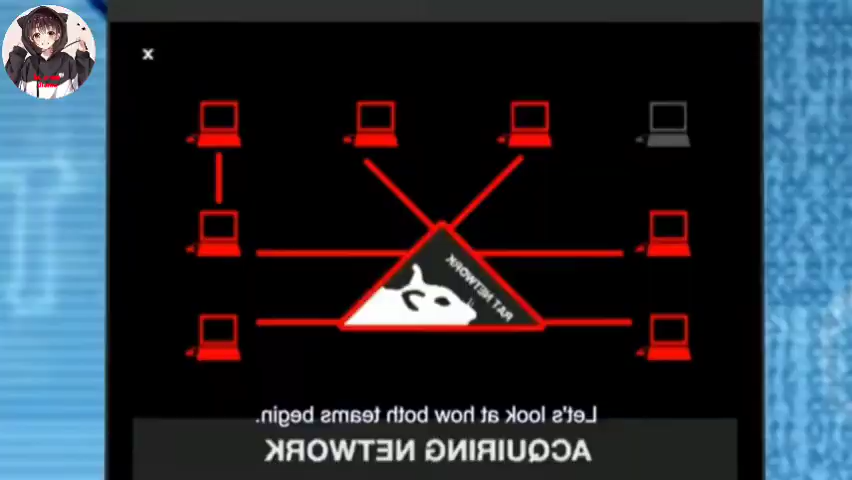 x
RAT NETWORK
Let's look at how both teams begin.
ACQUIRING NETWORK